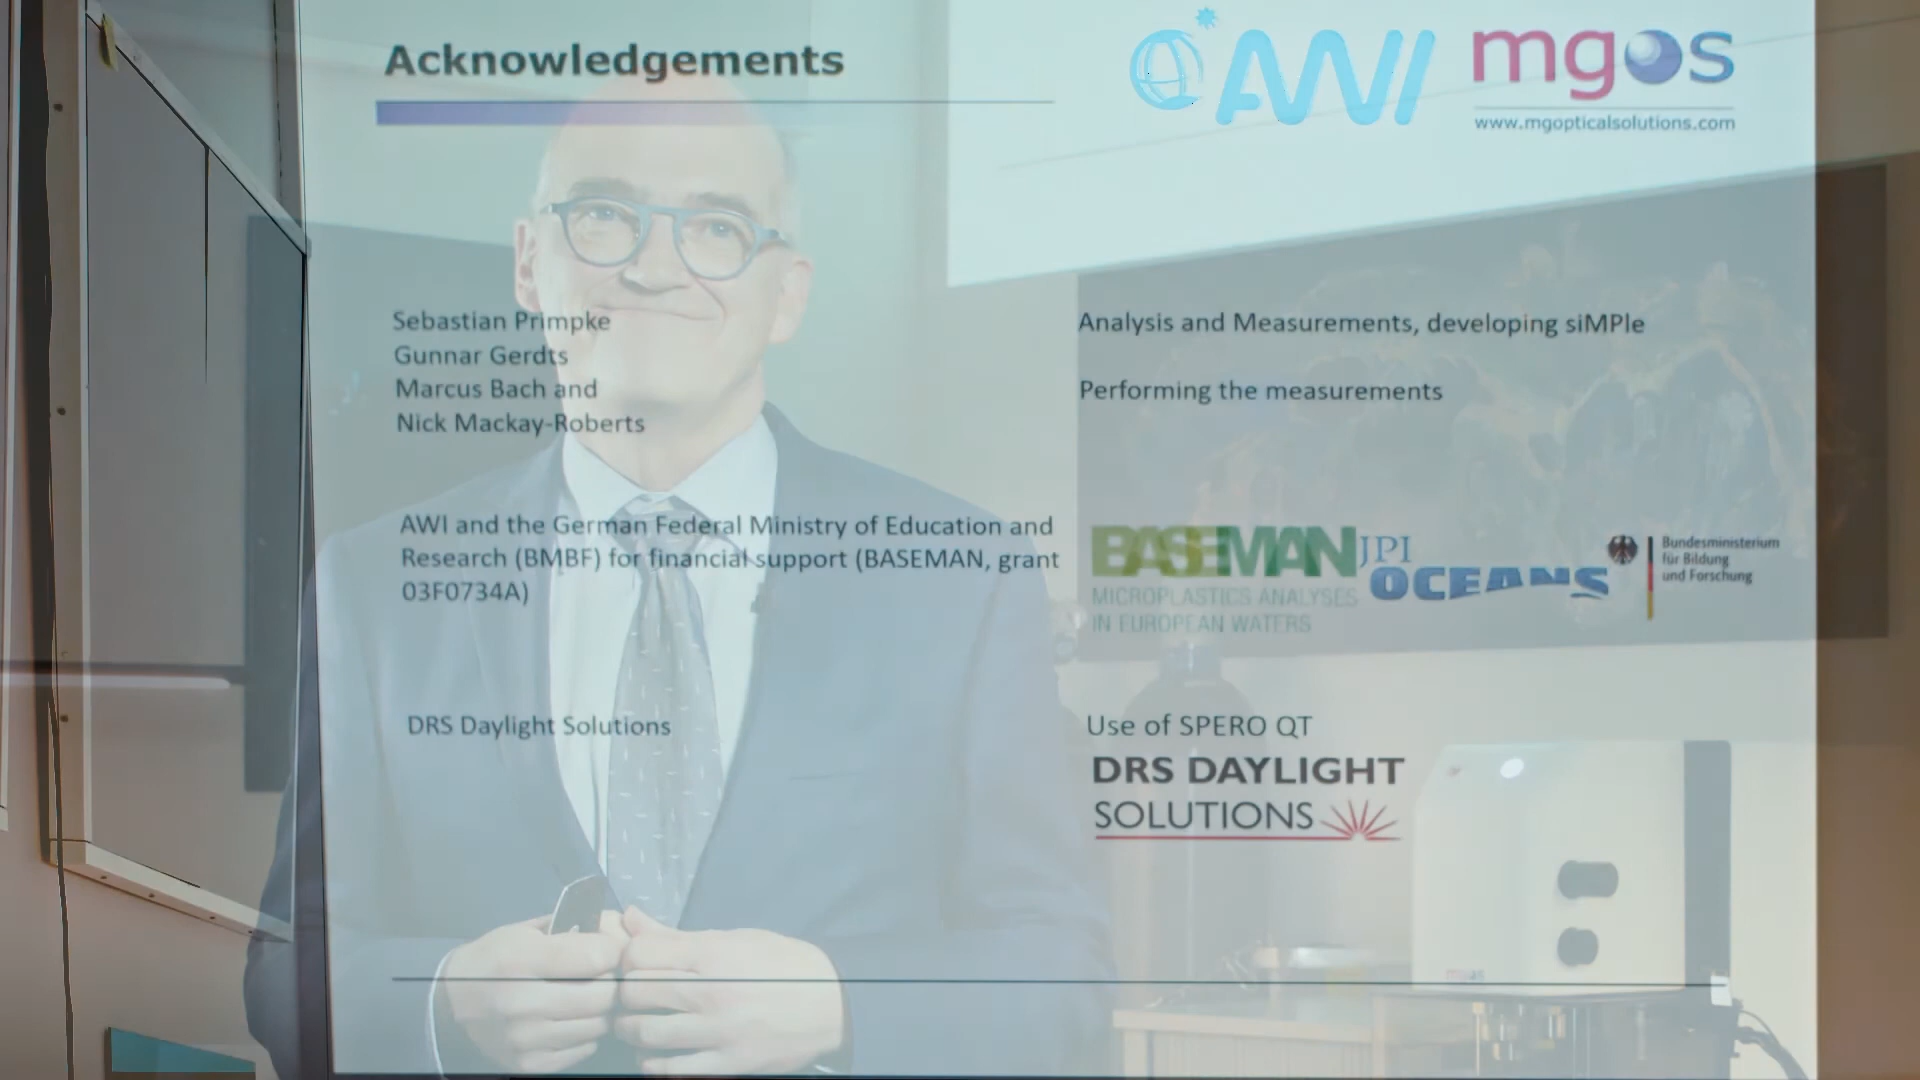 Acknowledgements
AWI
mgos
www.mgopticalsolutions.com
Sebastian Primpke
Gunnar Gerdts
Marcus Bach and
Nick Mackay-Roberts
Analysis and Measurements, developing siMPle
Performing the measurements
AWI and the German Federal Ministry of Education and
Research (BMBF) for financial support (BASEMAN, grant
03F0734A)
BASEMAN
MICROPLASTICS ANALYSES
IN EUROPEAN WATERS
JPI
OCEANS
Bundesministerium
für Bildung
und Forschung
DRS Daylight Solutions
Use of SPERO QT
DRS DAYLIGHT
SOLUTIONS